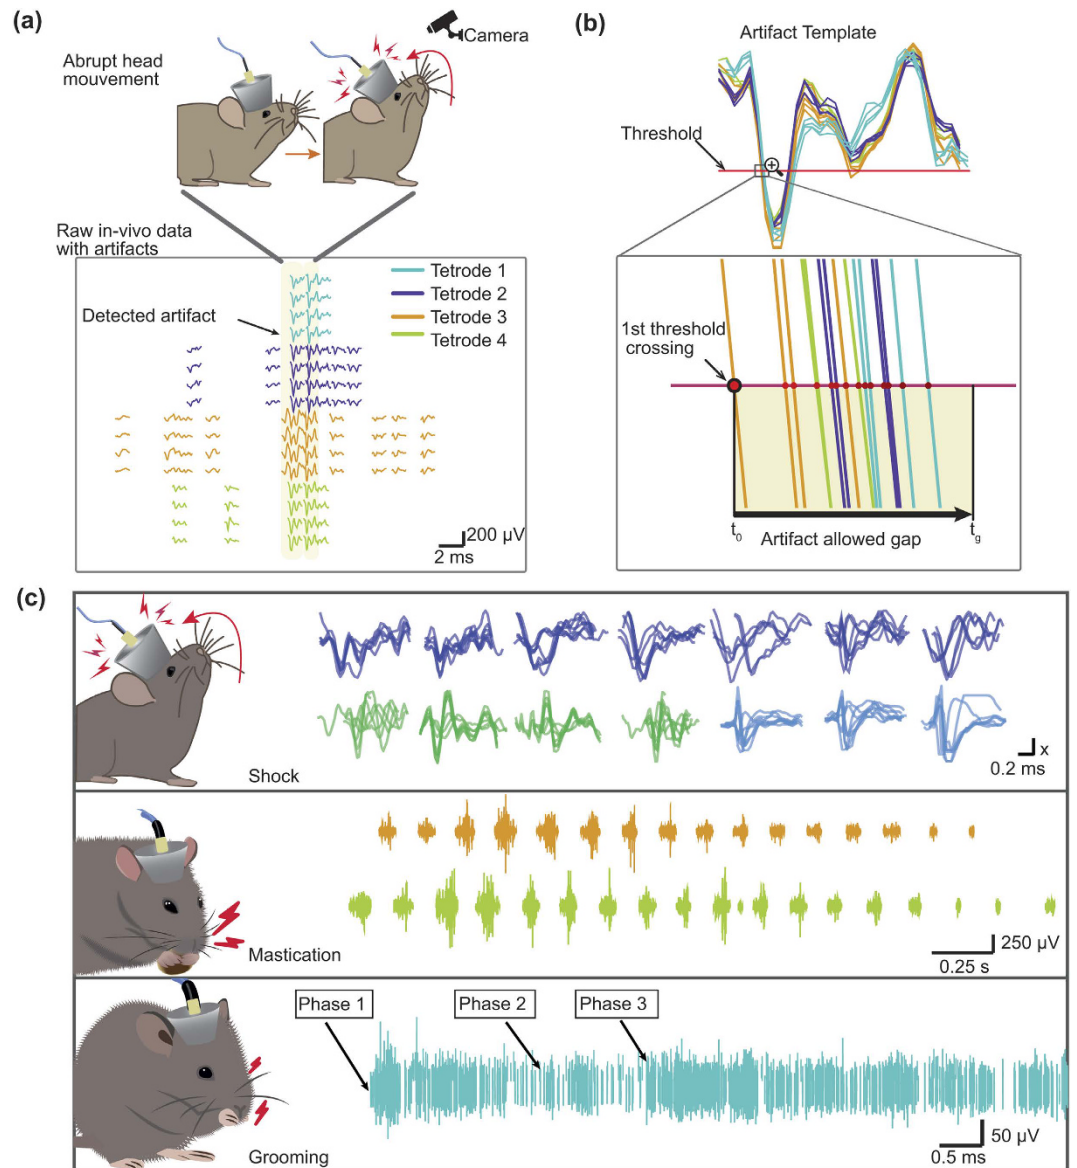 (a)
Camera
Abrupt head
mouvement
Raw in-vivo data
with artifacts
Detected artifact
Tetrode 1
Tetrode 2
Tetrode 3
Tetrode 4
200 µV
2 ms
(b)
Artifact Template
Threshold
1st threshold
crossing
t0
Artifact allowed gap
tg
(c)
Shock
x
0.2 ms
Mastication
250 µV
0.25 s
Phase 1
Phase 2
Phase 3
Grooming
50 µV
0.5 ms